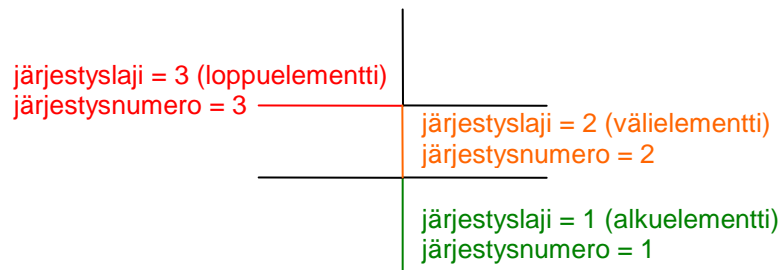 järjestyslaji = 3 (loppuelementti)
järjestysnumero = 3
järjestyslaji = 2 (välielementti)
järjestysnumero = 2
järjestyslaji = 1 (alkuelementti)
järjestysnumero = 1